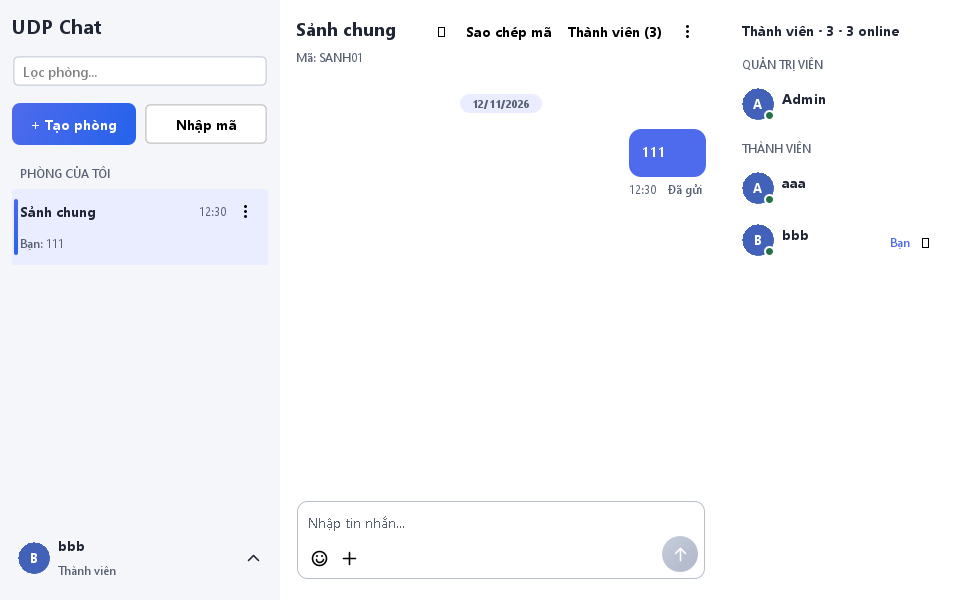 UDP Chat
Lọc phòng...
+ Tạo phòng
Nhập mã
PHÒNG CỦA TÔI
Sảnh chung
12:30
Bạn: 111
B
bbb
Thành viên
Sảnh chung
Sao chép mã
Thành viên (3)
Mã: SANH01
12/11/2026
111
12:30 Đã gửi
Nhập tin nhắn...
Thành viên - 3 - 3 online
QUẢN TRỊ VIÊN
A
Admin
THÀNH VIÊN
A
aaa
B
bbb
Bạn